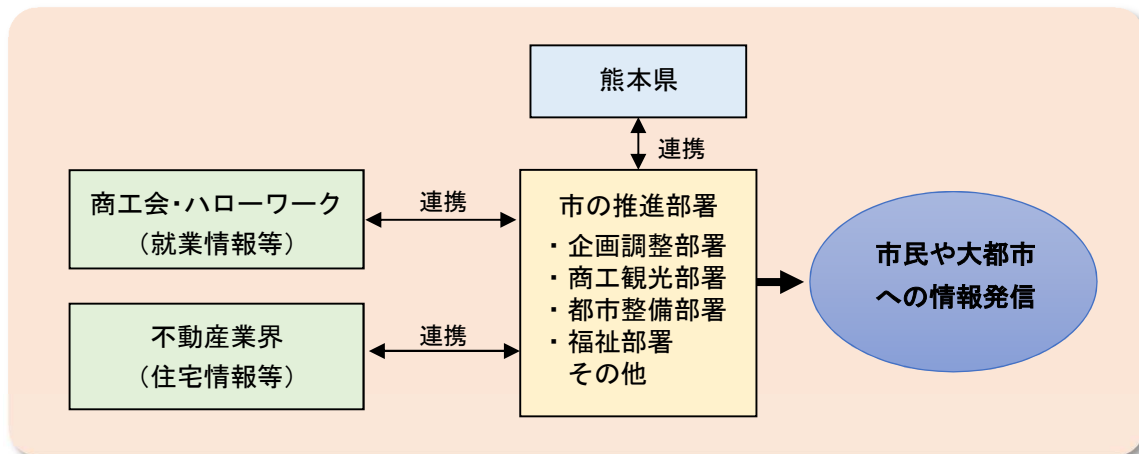 熊本県
連携
商工会・ハローワーク
（就業情報等）
連携
市の推進部署
・企画調整部署
・商工観光部署
・都市整備部署
・福祉部署
その他
市民や大都市
への情報発信
不動産業界
（住宅情報等）
連携